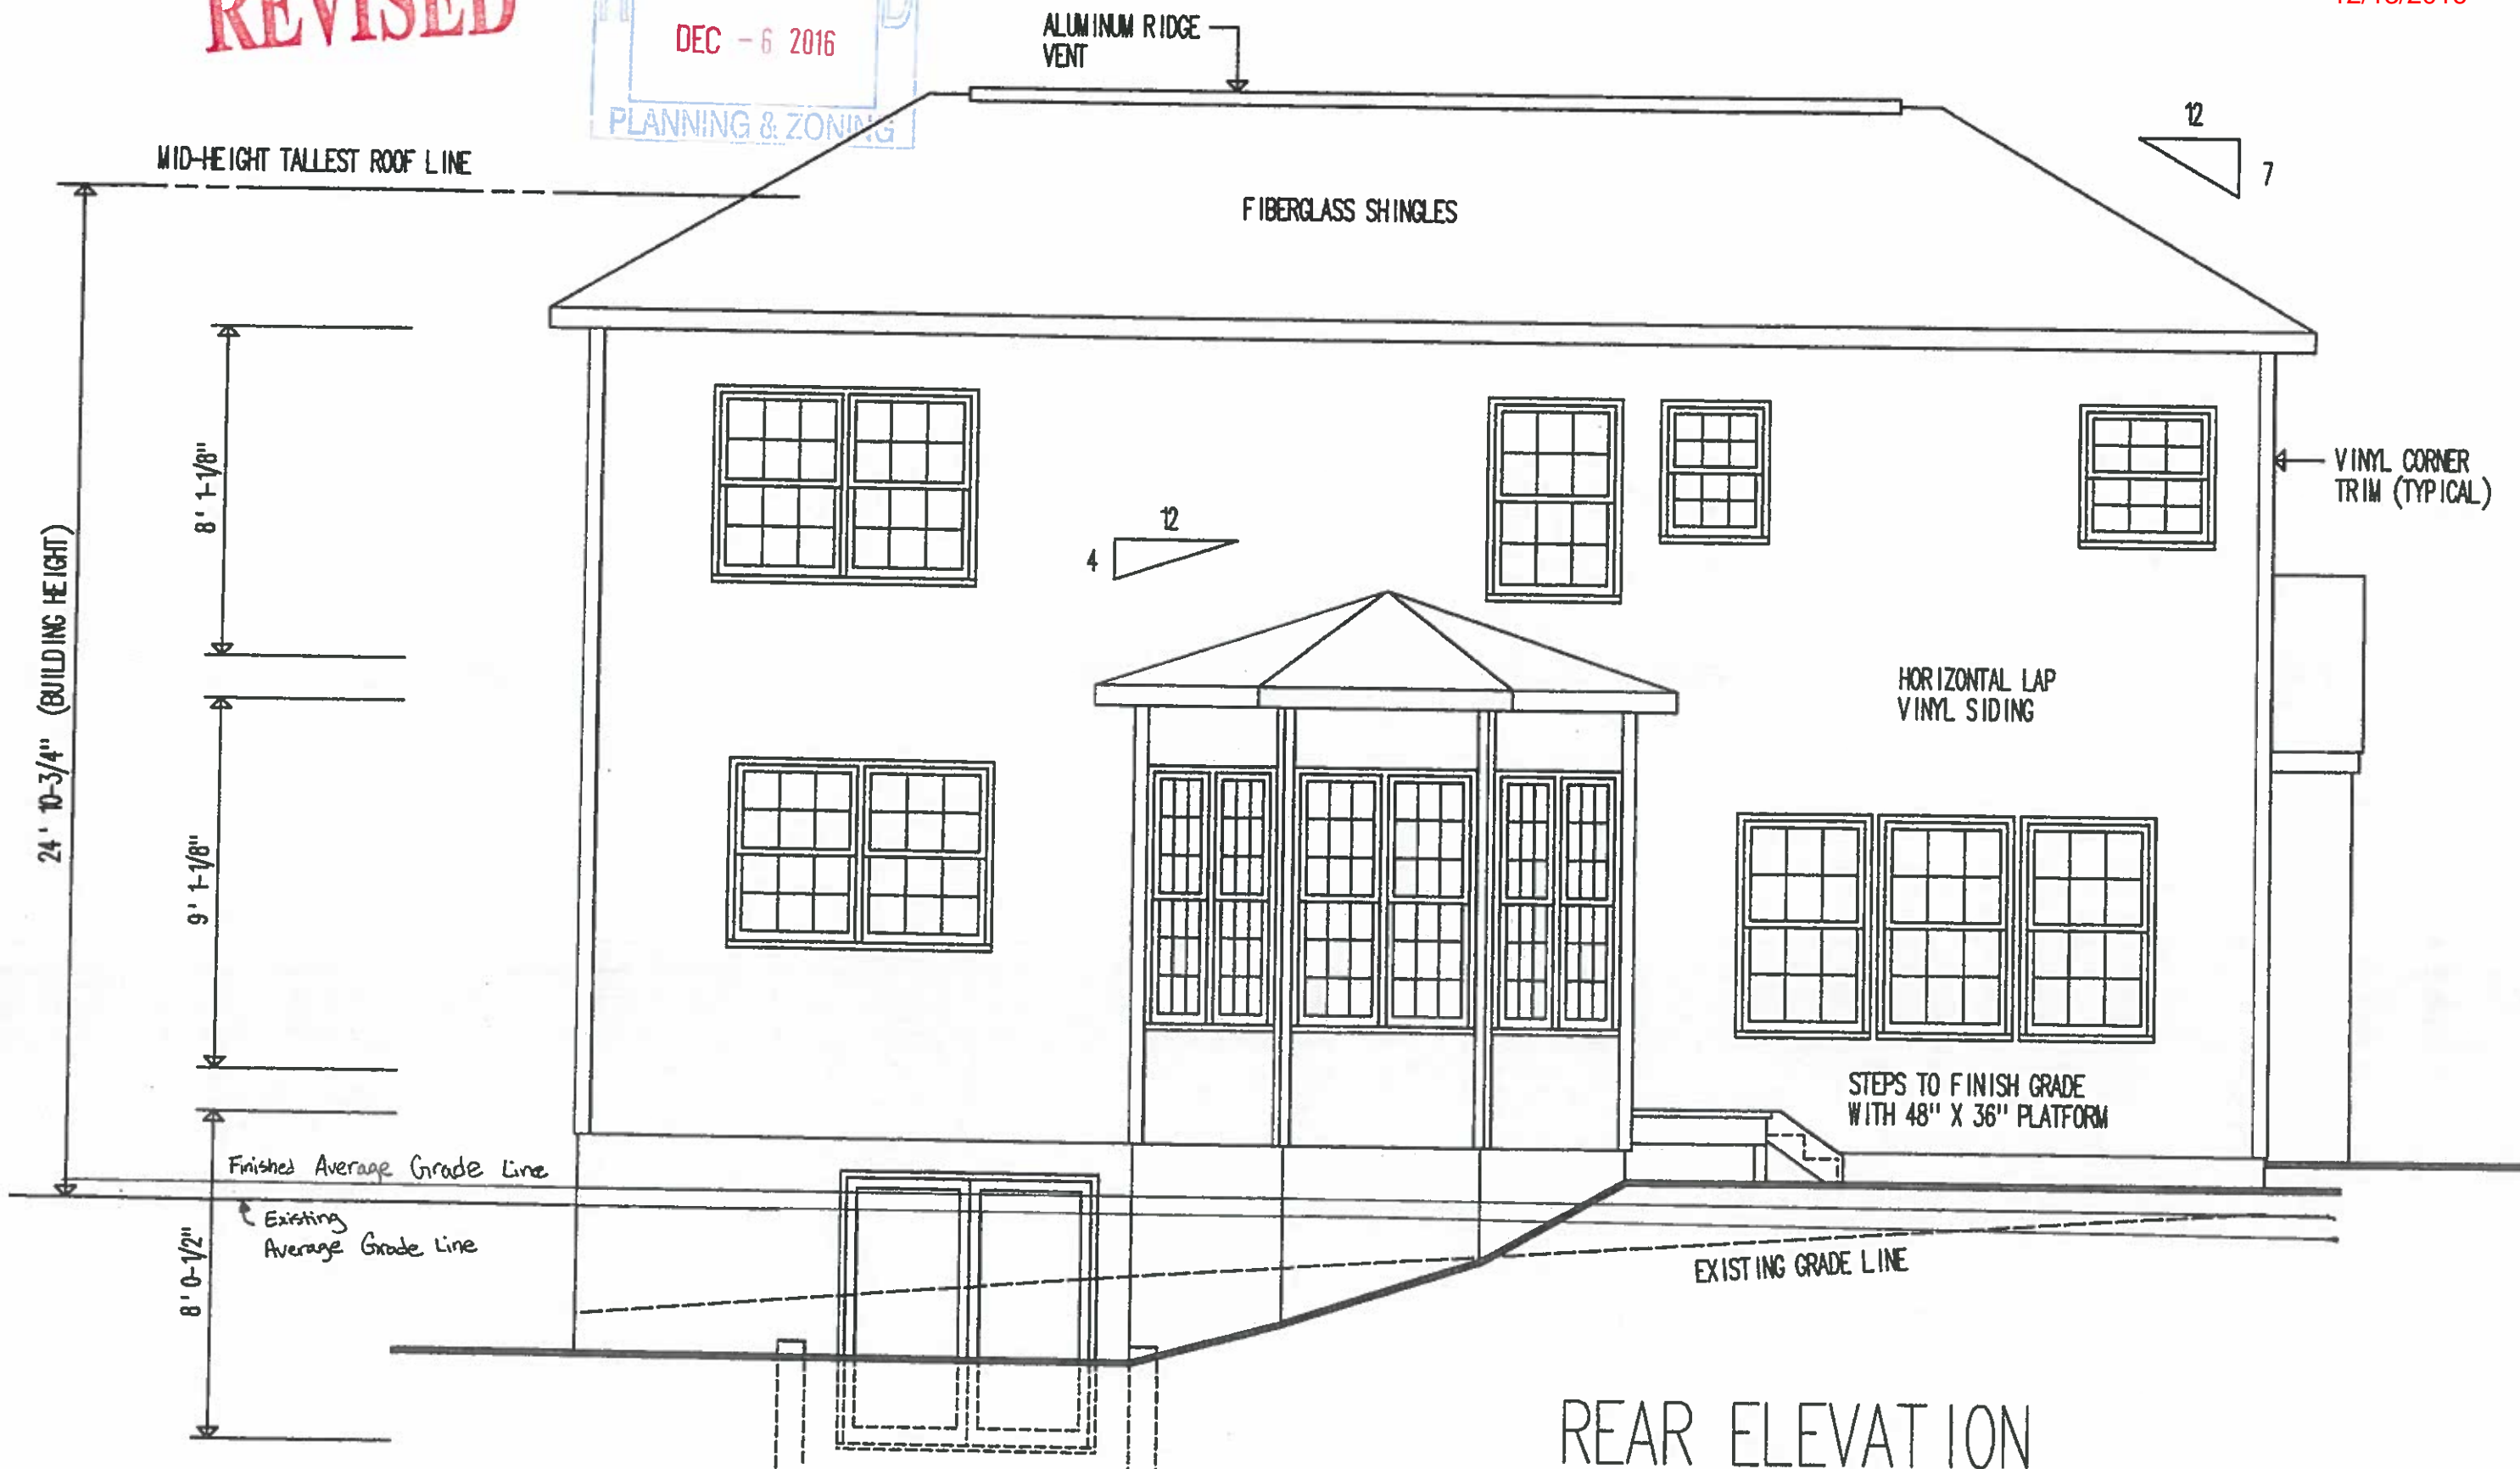 REVISED
DEC - 6 2016
PLANNING & ZONING
ALUMINUM RIDGE
VENT
12
7
MID-HEIGHT TALLEST ROOF LINE
FIBERGLASS SHINGLES
8' 1-1/8"
VINYL CORNER
TRIM (TYPICAL)
12
4
24' 10-3/4" (BUILDING HEIGHT)
HORIZONTAL LAP
VINYL SIDING
9' 1-1/8"
STEPS TO FINISH GRADE
WITH 48" X 36" PLATFORM
Finished Average Grade Line
Existing
Average Grade Line
8' 0-1/2"
EXISTING GRADE LINE
REAR ELEVATION